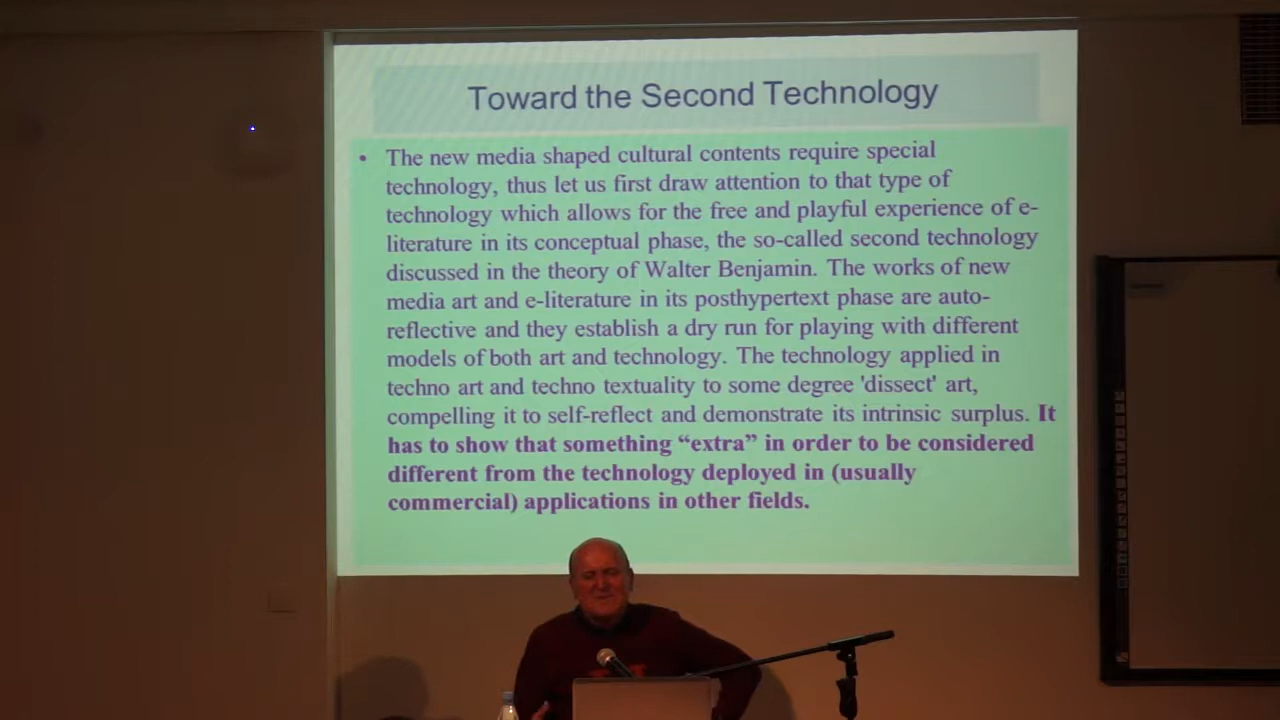 Toward the Second Technology
• The new media shaped cultural contents require special
technology, thus let us first draw attention to that type of
technology which allows for the free and playful experience of e-
literature in its conceptual phase, the so-called second technology
discussed in the theory of Walter Benjamin. The works of new
media art and e-literature in its posthypertext phase are auto-
reflective and they establish a dry run for playing with different
models of both art and technology. The technology applied in
techno art and techno textuality to some degree 'dissect' art,
compelling it to self-reflect and demonstrate its intrinsic surplus. It
has to show that something “extra” in order to be considered
different from the technology deployed in (usually
commercial) applications in other fields.